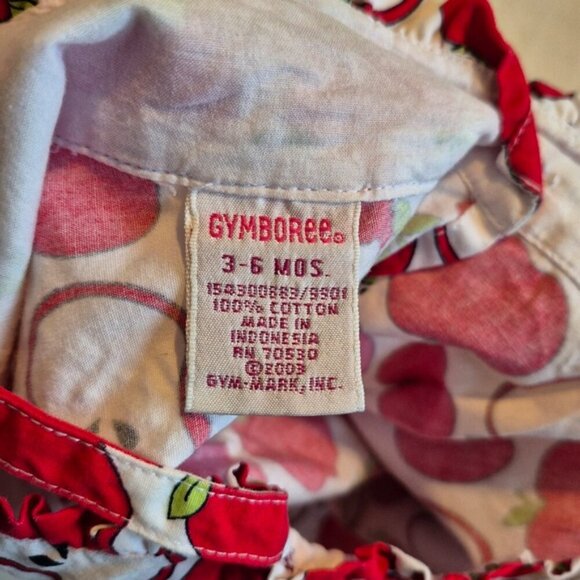 GYMBORee®
3-6 MOS.
154300883/9901
100% COTTON
MADE IN
INDONESIA
RN 70530
©2003
GYM-MARK, INC.